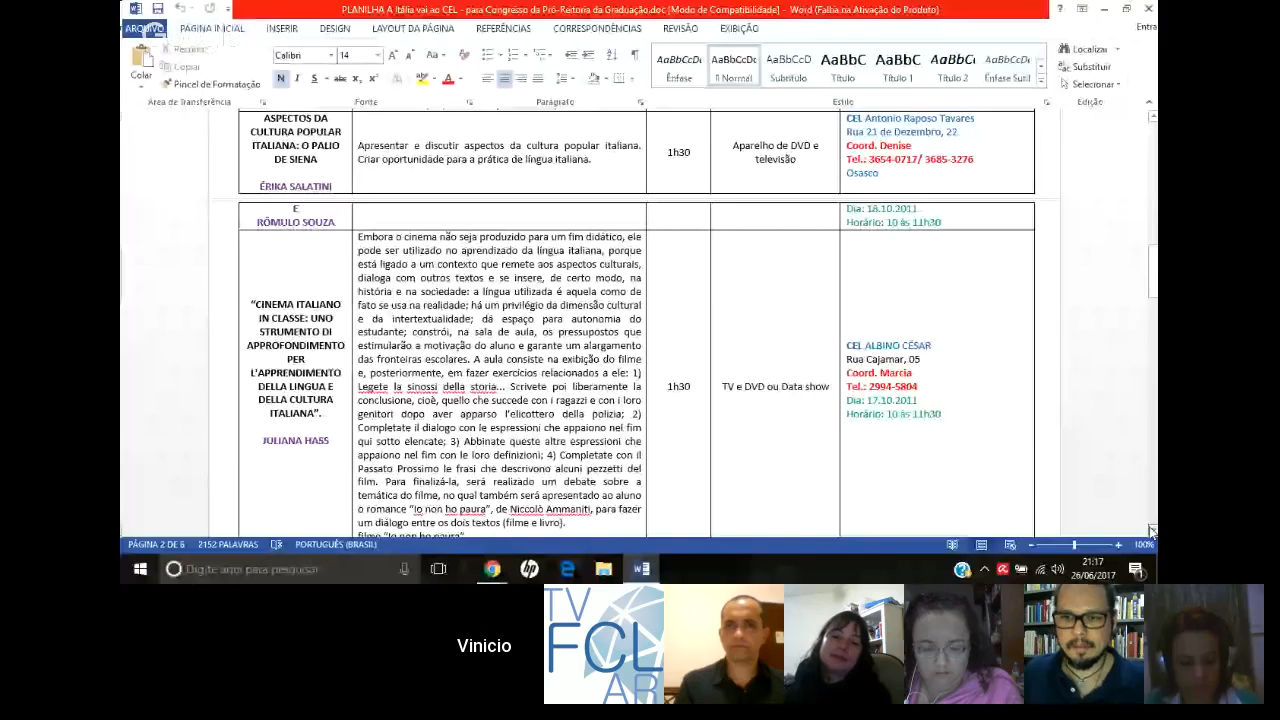 PLANILHA A Itália vai ao CEL - para Congresso da Pró-Reitoria da Graduação.doc [Modo de Compatibilidade] - Word (Falha na Ativação do Produto)
ARQUIVO PÁGINA INICIAL INSERIR DESIGN LAYOUT DA PÁGINA REFERÊNCIAS CORRESPONDÊNCIAS REVISÃO EXIBIÇÃO Entra
Recortar
Copiar
Colar
Pincel de Formatação
Calibri 14
N I S abc x₂ x²
AaBbCcDı AaBbCcDc AaBbCcD AaBbC AaBbC AaBbCc AaBbCcDı
Ênfase ¶ Normal Subtítulo Título Título 1 Título 2 Ênfase Sutil
Localizar
Substituir
Selecionar
Área de Transferência Fonte Parágrafo Estilo Edição
ASPECTOS DA
CULTURA POPULAR
ITALIANA: O PALIO
DE SIENA
ÉRIKA SALATINI
Apresentar e discutir aspectos da cultura popular italiana.
Criar oportunidade para a prática de língua italiana.
1h30
Aparelho de DVD e
televisão
CEL Antonio Raposo Tavares
Rua 21 de Dezembro, 22
Coord. Denise
Tel.: 3654-0717/ 3685-3276
Osasco
E
RÔMULO SOUZA
Dia: 18.10.2011
Horário: 10 às 11h30
“CINEMA ITALIANO
IN CLASSE: UNO
STRUMENTO DI
APPROFONDIMENTO
PER
L’APPRENDIMENTO
DELLA LINGUA E
DELLA CULTURA
ITALIANA”.
JULIANA HASS
Embora o cinema não seja produzido para um fim didático, ele
pode ser utilizado no aprendizado da língua italiana, porque
está ligado a um contexto que remete aos aspectos culturais,
dialoga com outros textos e se insere, de certo modo, na
história e na sociedade: a língua utilizada é aquela como de
fato se usa na realidade; há um privilégio da dimensão cultural
e da intertextualidade; dá espaço para autonomia do
estudante; constrói, na sala de aula, os pressupostos que
estimularão a motivação do aluno e garante um alargamento
das fronteiras escolares. A aula consiste na exibição do filme
e, posteriormente, em fazer exercícios relacionados a ele: 1)
Legete la sinossi della storia... Scrivete poi liberamente la
conclusione, cioè, quello che succede con i ragazzi e con i loro
genitori dopo aver apparso l’elicottero della polizia; 2)
Completate il dialogo con le espressioni che appaiono nel fim
qui sotto elencate; 3) Abbinate queste altre espressioni che
appaiono nel fim con le loro definizioni; 4) Completate con il
Passato Prossimo le frasi che descrivono alcuni pezzetti del
film. Para finalizá-la, será realizado um debate sobre a
temática do filme, no qual também será apresentado ao aluno
o romance “Io non ho paura”, de Niccolò Ammaniti, para fazer
um diálogo entre os dois textos (filme e livro).
filme “Io non ho paura”
1h30
TV e DVD ou Data show
CEL ALBINO CÉSAR
Rua Cajamar, 05
Coord. Marcia
Tel.: 2994-5804
Dia: 17.10.2011
Horário: 10 às 11h30
PÁGINA 2 DE 6 2152 PALAVRAS PORTUGUÊS (BRASIL) 100%
Digite aqui para pesquisar
21:17
26/06/2017
Vinicio
TV
FCL
AR